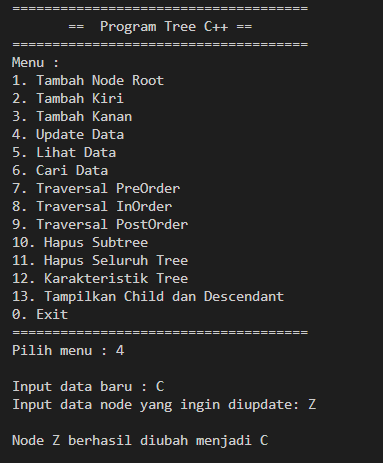 =====================================
== Program Tree C++ ==
=====================================
Menu :
1. Tambah Node Root
2. Tambah Kiri
3. Tambah Kanan
4. Update Data
5. Lihat Data
6. Cari Data
7. Traversal PreOrder
8. Traversal InOrder
9. Traversal PostOrder
10. Hapus Subtree
11. Hapus Seluruh Tree
12. Karakteristik Tree
13. Tampilkan Child dan Descendant
0. Exit
=====================================
Pilih menu : 4
Input data baru : C
Input data node yang ingin diupdate: Z
Node Z berhasil diubah menjadi C